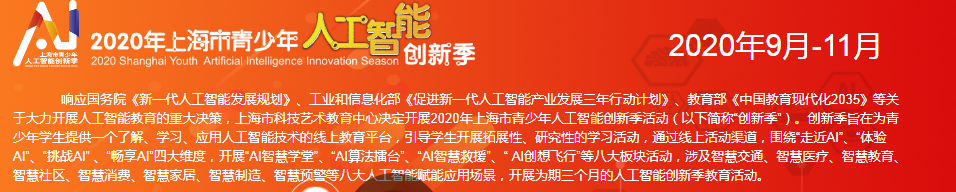 AI
上海市青少年
人工智能创新季
2020年上海市青少年人工智能创新季
2020 Shanghai Youth Artificial Intelligence Innovation Season
2020年9月-11月
响应国务院《新一代人工智能发展规划》、工业和信息化部《促进新一代人工智能产业发展三年行动计划》、教育部《中国教育现代化2035》等关
于大力开展人工智能教育的重大决策，上海市科技艺术教育中心决定开展2020年上海市青少年人工智能创新季活动（以下简称“创新季”）。创新季旨在为青
少年学生提供一个了解、学习、应用人工智能技术的线上教育平台，引导学生开展拓展性、研究性的学习活动，通过线上活动渠道，围绕“走近AI”、“体验
AI”、“挑战AI” 、“畅享AI”四大维度，开展“AI智慧学堂”、“AI算法擂台”、“AI智慧救援”、“ AI创想飞行”等八大板块活动，涉及智慧交通、智慧医疗、智慧教育、
智慧社区、智慧消费、智慧家居、智慧制造、智慧预警等八大人工智能赋能应用场景，开展为期三个月的人工智能创新季教育活动。